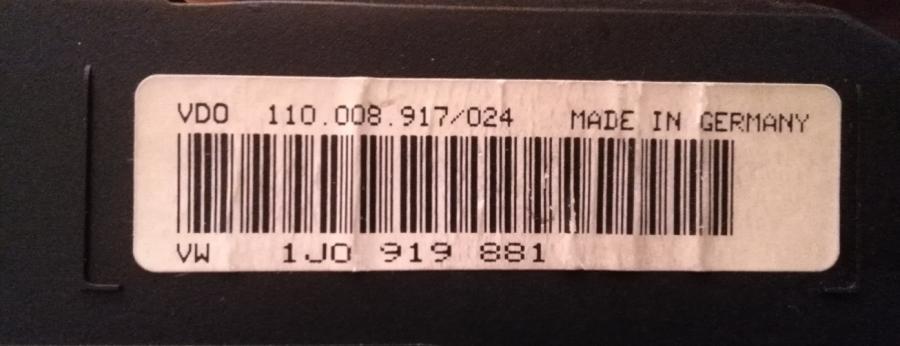 VDO 110.008.917/024 MADE IN GERMANY
VW 1J0 919 881